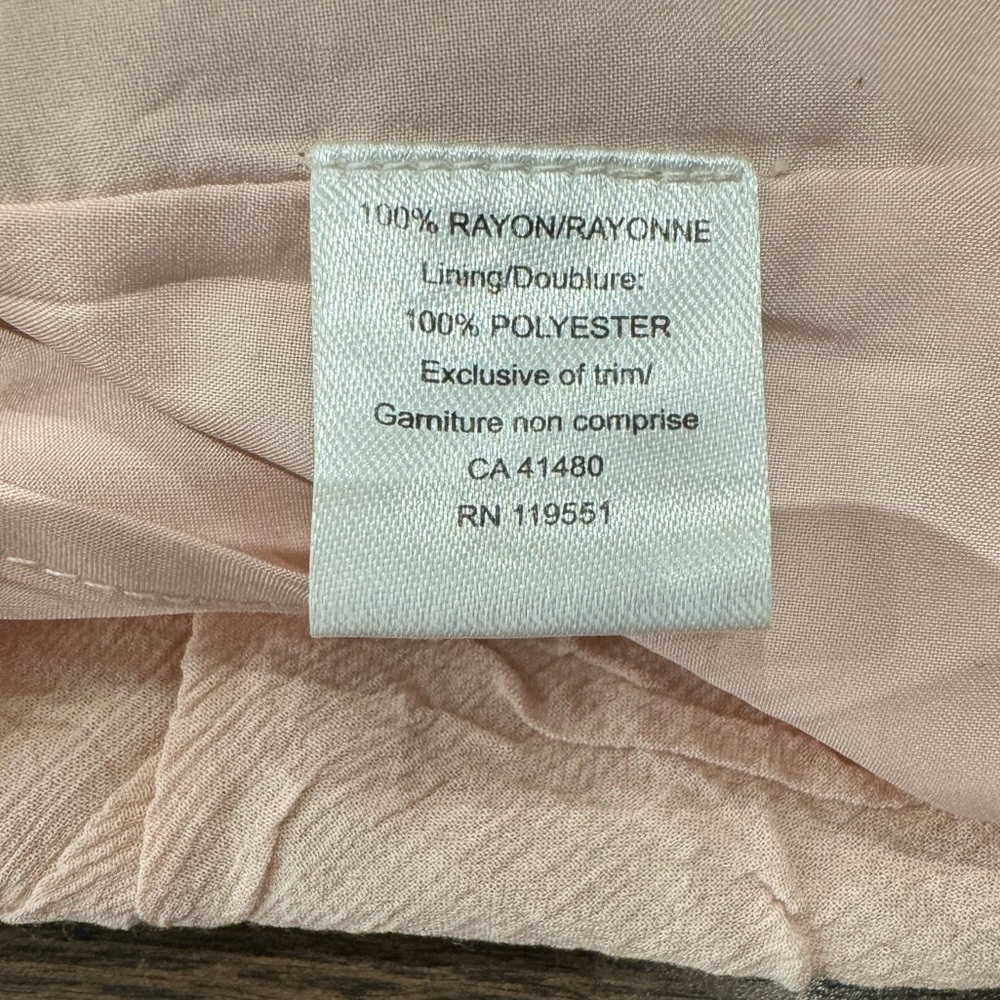 100% RAYON/RAYONNE
Lining/Doublure:
100% POLYESTER
Exclusive of trim/
Garniture non comprise
CA 41480
RN 119551